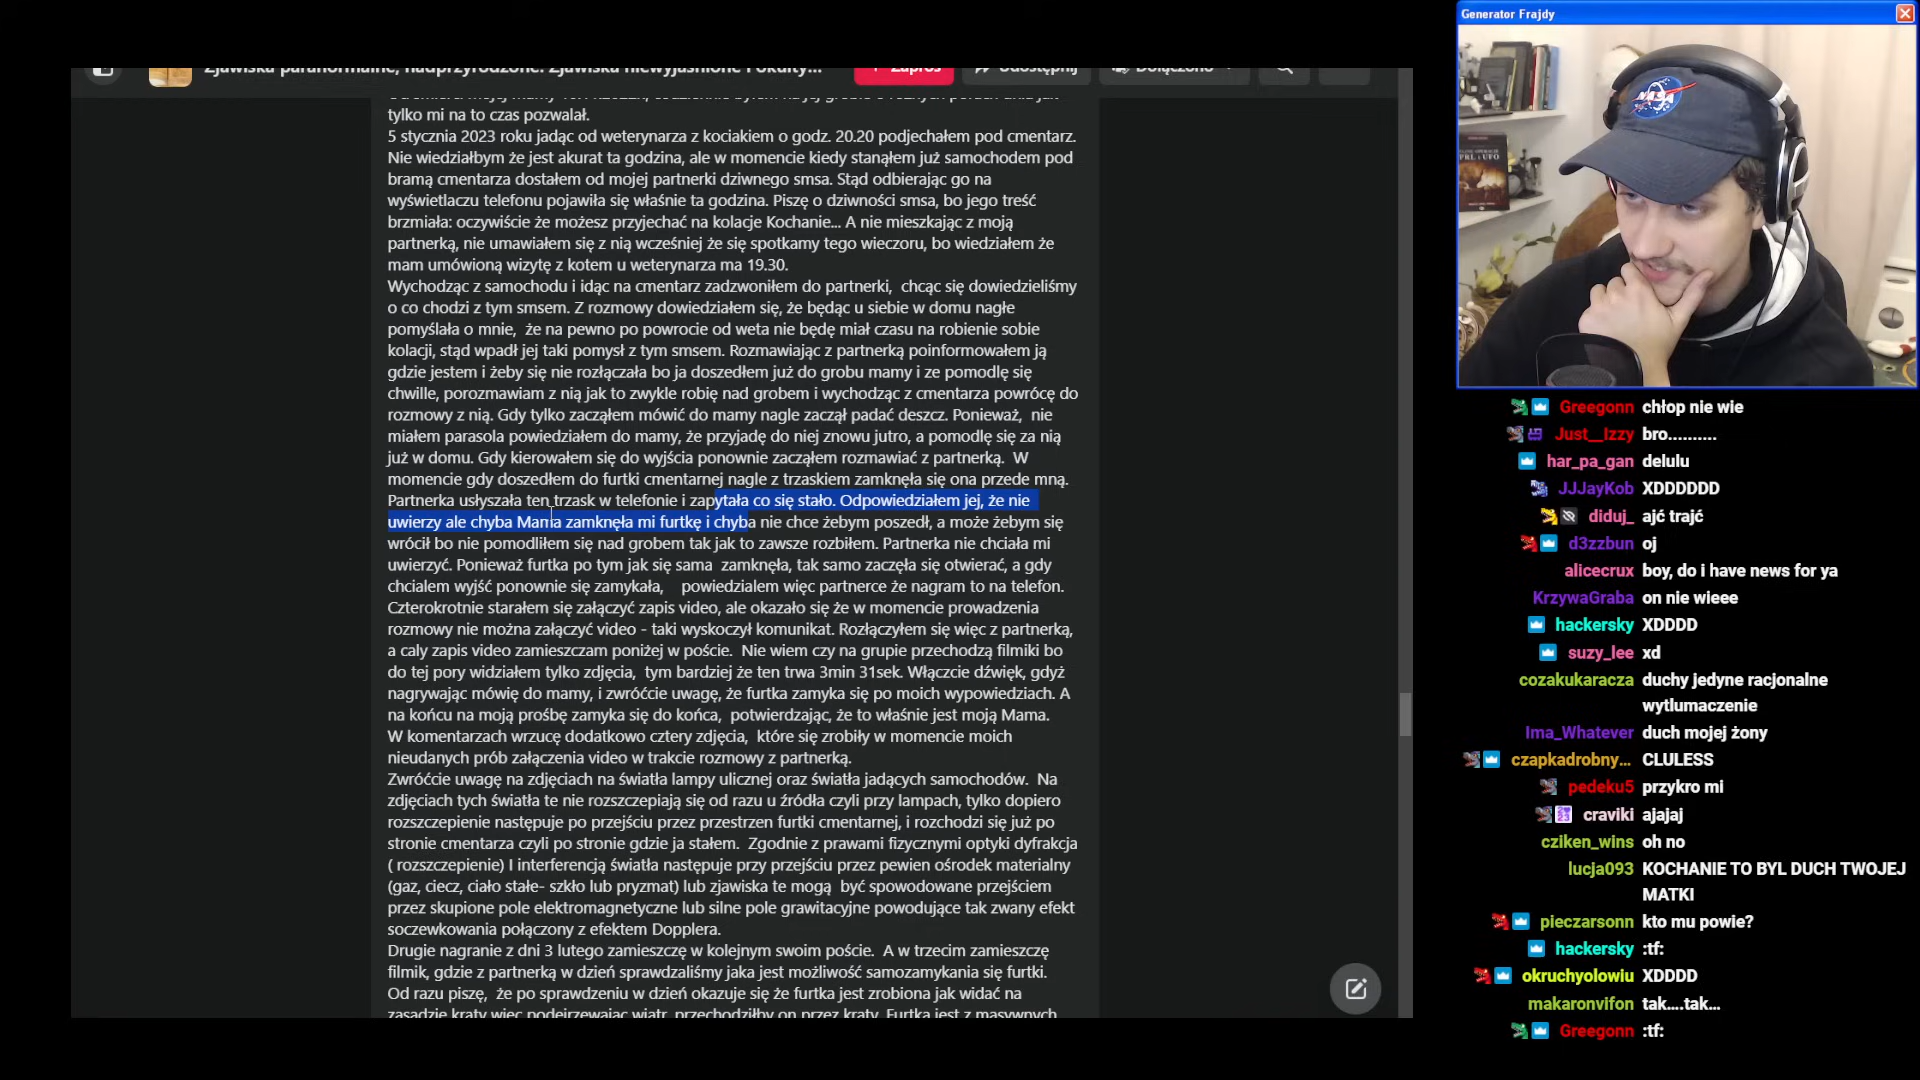 Zjawiska paranormalne, nadprzyrodzone. Zjawiska niewyjaśnione i Okulty...
+ Zaproś
Udostępnij
Dołączono
tylko mi na to czas pozwalał.
5 stycznia 2023 roku jadąc od weterynarza z kociakiem o godz. 20.20 podjechałem pod cmentarz.
Nie wiedziałbym że jest akurat ta godzina, ale w momencie kiedy stanąłem już samochodem pod
bramą cmentarza dostałem od mojej partnerki dziwnego smsa. Stąd odbierając go na
wyświetlaczu telefonu pojawiła się właśnie ta godzina. Piszę o dziwności smsa, bo jego treść
brzmiała: oczywiście że możesz przyjechać na kolacje Kochanie... A nie mieszkając z moją
partnerką, nie umawiałem się z nią wcześniej że się spotkamy tego wieczoru, bo wiedziałem że
mam umówioną wizytę z kotem u weterynarza ma 19.30.
Wychodząc z samochodu i idąc na cmentarz zadzwoniłem do partnerki,  chcąc się dowiedzieliśmy
o co chodzi z tym smsem. Z rozmowy dowiedziałem się, że będąc u siebie w domu nagłe
pomyślała o mnie,  że na pewno po powrocie od weta nie będę miał czasu na robienie sobie
kolacji, stąd wpadł jej taki pomysł z tym smsem. Rozmawiając z partnerką poinformowałem ją
gdzie jestem i żeby się nie rozłączała bo ja doszedłem już do grobu mamy i ze pomodlę się
chwille, porozmawiam z nią jak to zwykle robię nad grobem i wychodząc z cmentarza powrócę do
rozmowy z nią. Gdy tylko zacząłem mówić do mamy nagle zaczął padać deszcz. Ponieważ,  nie
miałem parasola powiedziałem do mamy, że przyjadę do niej znowu jutro, a pomodlę się za nią
już w domu. Gdy kierowałem się do wyjścia ponownie zacząłem rozmawiać z partnerką.  W
momencie gdy doszedłem do furtki cmentarnej nagle z trzaskiem zamknęła się ona przede mną.
Partnerka usłyszała ten trzask w telefonie i zapytała co się stało. Odpowiedziałem jej, że nie
uwierzy ale chyba Mama zamknęła mi furtkę i chyba nie chce żebym poszedł, a może żebym się
wrócił bo nie pomodliłem się nad grobem tak jak to zawsze rozbiłem. Partnerka nie chciała mi
uwierzyć. Ponieważ furtka po tym jak się sama  zamknęła, tak samo zaczęła się otwierać, a gdy
chcialem wyjść ponownie się zamykała,    powiedzialem więc partnerce że nagram to na telefon.
Czterokrotnie starałem się załączyć zapis video, ale okazało się że w momencie prowadzenia
rozmowy nie można załączyć video - taki wyskoczył komunikat. Rozłączyłem się więc z partnerką,
a caly zapis video zamieszczam poniżej w poście.  Nie wiem czy na grupie przechodzą filmiki bo
do tej pory widziałem tylko zdjęcia,  tym bardziej że ten trwa 3min 31sek. Włączcie dźwięk, gdyż
nagrywając mówię do mamy, i zwróćcie uwagę, że furtka zamyka się po moich wypowiedziach. A
na końcu na moją prośbę zamyka się do końca,  potwierdzając, że to właśnie jest moją Mama.
W komentarzach wrzucę dodatkowo cztery zdjęcia,  które się zrobiły w momencie moich
nieudanych prób załączenia video w trakcie rozmowy z partnerką.
Zwróćcie uwagę na zdjęciach na światła lampy ulicznej oraz światła jadących samochodów.  Na
zdjęciach tych światła te nie rozszczepiają się od razu u źródła czyli przy lampach, tylko dopiero
rozszczepienie następuje po przejściu przez przestrzen furtki cmentarnej, i rozchodzi się już po
stronie cmentarza czyli po stronie gdzie ja stałem.  Zgodnie z prawami fizycznymi optyki dyfrakcja
( rozszczepienie) I interferencją światła następuje przy przejściu przez pewien ośrodek materialny
(gaz, ciecz, ciało stałe- szkło lub pryzmat) lub zjawiska te mogą  być spowodowane przejściem
przez skupione pole elektromagnetyczne lub silne pole grawitacyjne powodujące tak zwany efekt
soczewkowania połączony z efektem Dopplera.
Drugie nagranie z dni 3 lutego zamieszczę w kolejnym swoim poście.  A w trzecim zamieszczę
filmik, gdzie z partnerką w dzień sprawdzaliśmy jaka jest możliwość samozamykania się furtki.
Od razu piszę,  że po sprawdzeniu w dzień okazuje się że furtka jest zrobiona jak widać na
zasadzie kraty więc podejrzewając wiatr, przechodziłby on przez kraty. Furtka jest z masywnych
Generator Frajdy
NASA
PRL i UFO
Greegonn chłop nie wie
Just__Izzy bro..........
har_pa_gan delulu
JJJayKob XDDDDDD
diduj_ ajć trajć
d3zzbun oj
alicecrux boy, do i have news for ya
KrzywaGraba on nie wieee
hackersky XDDDD
suzy_lee xd
cozakukaracza duchy jedyne racjonalne
wytlumaczenie
Ima_Whatever duch mojej żony
czapkadrobny... CLULESS
pedeku5 przykro mi
craviki ajajaj
cziken_wins oh no
lucja093 KOCHANIE TO BYL DUCH TWOJEJ
MATKI
pieczarsonn kto mu powie?
hackersky :tf:
okruchyolowiu XDDDD
makaronvifon tak....tak...
Greegonn :tf: